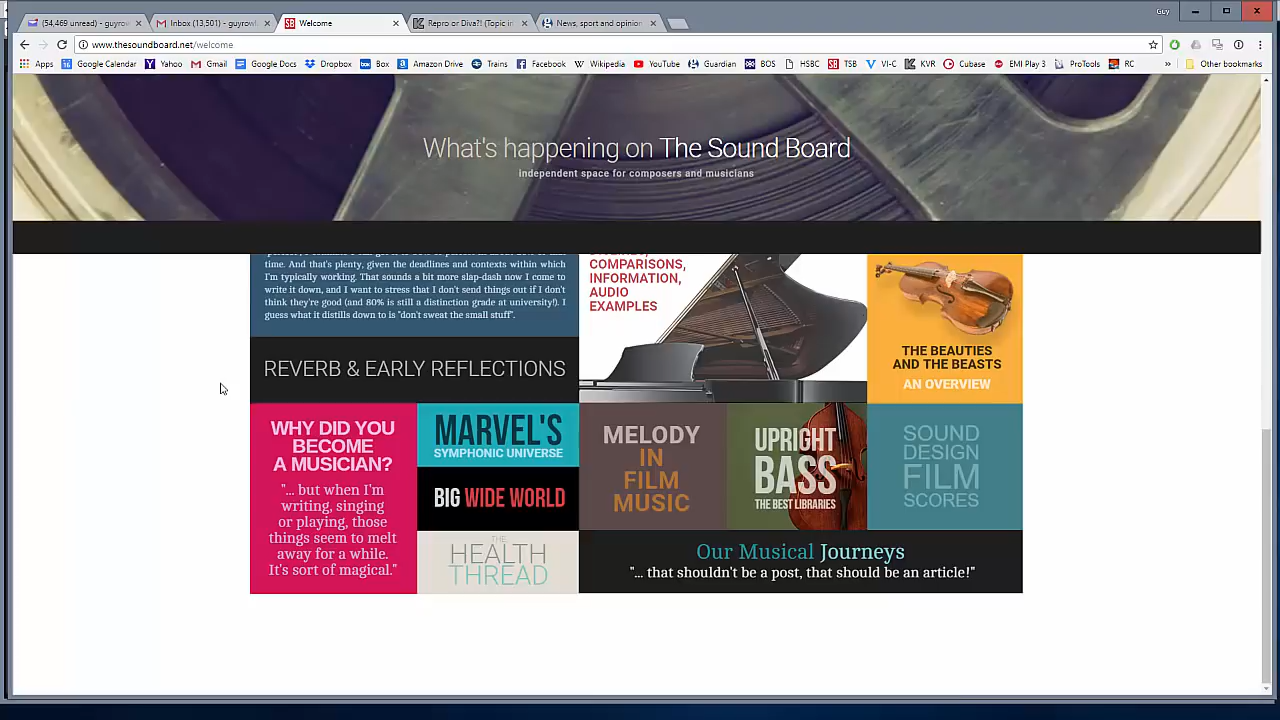 Guy
(54,469 unread) - guyrow
Inbox (13,501) - guyrowl
SB Welcome
Repro or Diva?! (Topic in
News, sport and opinion
www.thesoundboard.net/welcome
Apps
Google Calendar
Yahoo
Gmail
Google Docs
Dropbox
Box
Amazon Drive
Trains
Facebook
Wikipedia
YouTube
Guardian
BOS
HSBC
TSB
VI-C
KVR
Cubase
EMI Play 3
ProTools
RC
»
Other bookmarks
What's happening on The Sound Board
independent space for composers and musicians
time. And that's plenty, given the deadlines and contexts within which
I'm typically working. That sounds a bit more slap-dash now I come to
write it down, and I want to stress that I don't send things out if I don't
think they're good (and 80% is still a distinction grade at university!). I
guess what it distills down to is "don't sweat the small stuff".
REVERB & EARLY REFLECTIONS
COMPARISONS,
INFORMATION,
AUDIO
EXAMPLES
THE BEAUTIES
AND THE BEASTS
AN OVERVIEW
WHY DID YOU
BECOME
A MUSICIAN?
"... but when I'm
writing, singing
or playing, those
things seem to melt
away for a while.
It's sort of magical."
MARVEL'S
SYMPHONIC UNIVERSE
BIG WIDE WORLD
THE
HEALTH
THREAD
MELODY
IN
FILM
MUSIC
UPRIGHT
BASS
THE BEST LIBRARIES
SOUND
DESIGN
FILM
SCORES
Our Musical Journeys
"... that shouldn't be a post, that should be an article!"